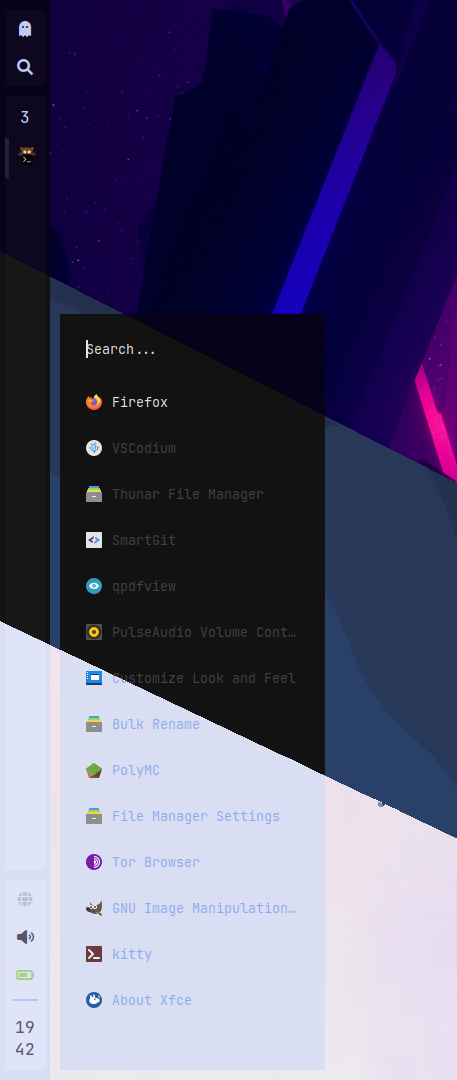 3
Search...
Firefox
VSCodium
Thunar File Manager
SmartGit
qpdfview
PulseAudio Volume Cont…
Customize Look and Feel
Bulk Rename
PolyMC
File Manager Settings
Tor Browser
GNU Image Manipulation…
kitty
About Xfce
19
42